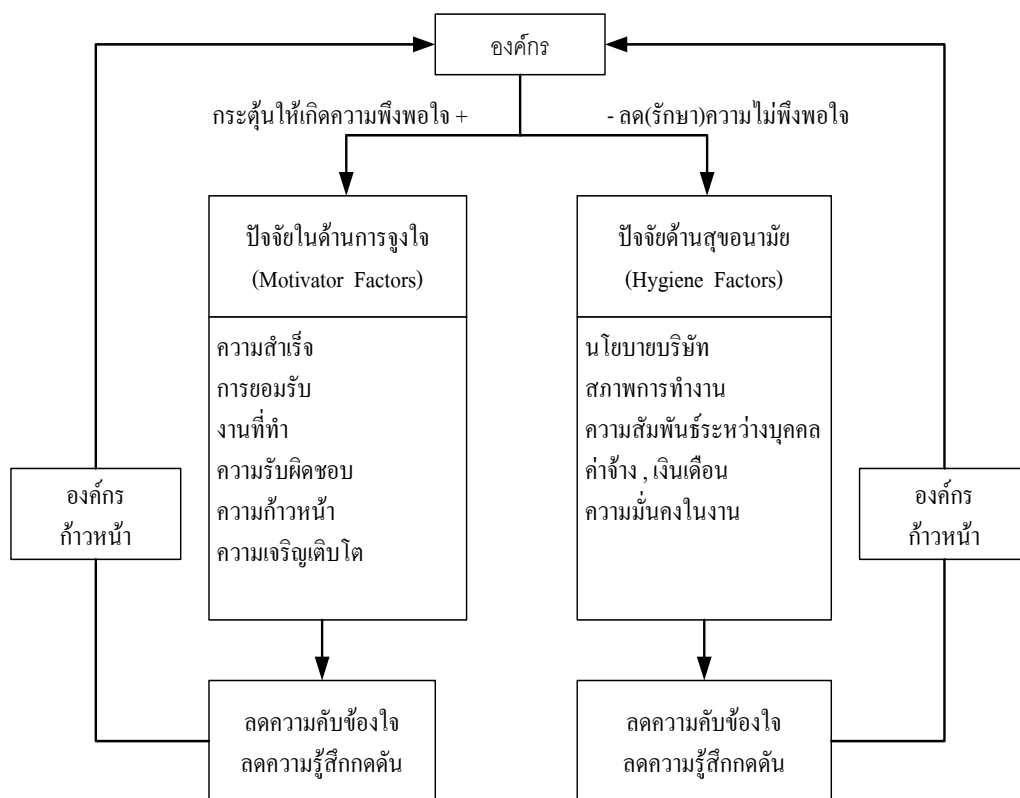 องค์กร
กระตุ้นให้เกิดความพึงพอใจ +
- ลด(รักษา)ความไม่พึงพอใจ
ปัจจัยในด้านการจูงใจ
(Motivator Factors)
ความสำเร็จ
การยอมรับ
งานที่ทำ
ความรับผิดชอบ
ความก้าวหน้า
ความเจริญเติบโต
ปัจจัยด้านสุขอนามัย
(Hygiene Factors)
นโยบายบริษัท
สภาพการทำงาน
ความสัมพันธ์ระหว่างบุคคล
ค่าจ้าง , เงินเดือน
ความมั่นคงในงาน
องค์กร
ก้าวหน้า
องค์กร
ก้าวหน้า
ลดความคับข้องใจ
ลดความรู้สึกกดดัน
ลดความคับข้องใจ
ลดความรู้สึกกดดัน